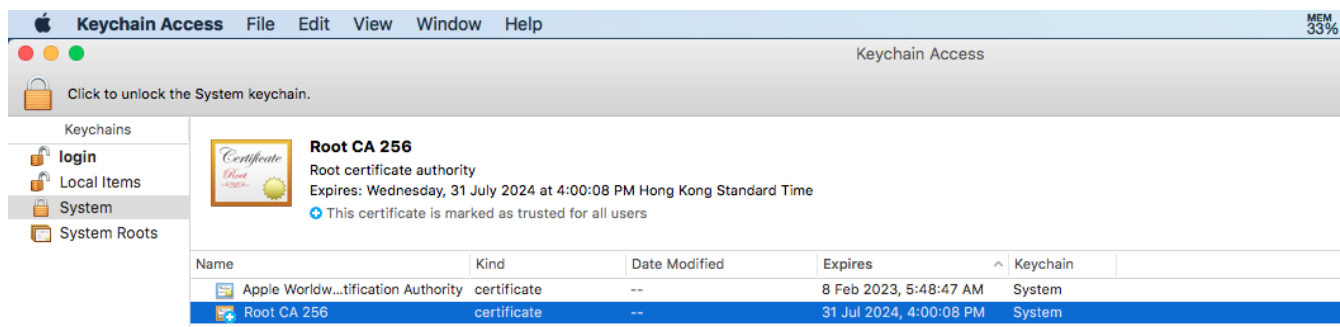 Keychain Access File Edit View Window Help MEM 33%
Keychain Access
Click to unlock the System keychain.
Keychains
login
Local Items
System
System Roots
Certificate
Root
Root CA 256
Root certificate authority
Expires: Wednesday, 31 July 2024 at 4:00:08 PM Hong Kong Standard Time
This certificate is marked as trusted for all users
Name Kind Date Modified Expires Keychain
Apple Worldw...tification Authority certificate -- 8 Feb 2023, 5:48:47 AM System
Root CA 256 certificate -- 31 Jul 2024, 4:00:08 PM System